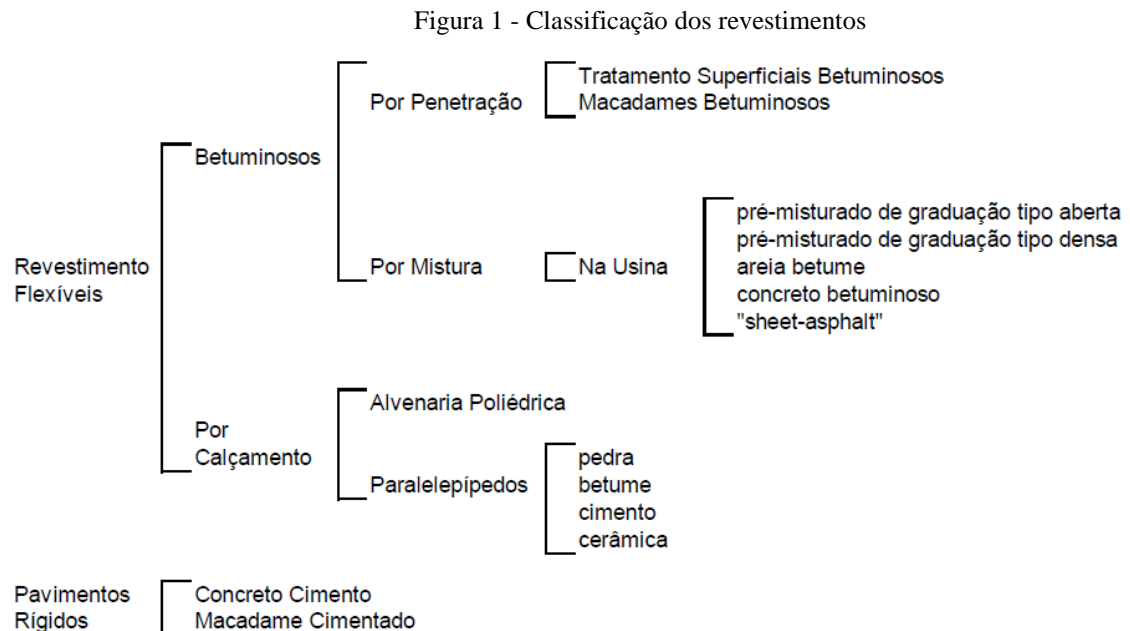 Figura 1 - Classificação dos revestimentos
Por Penetração
Tratamento Superficiais Betuminosos
Macadames Betuminosos
Betuminosos
pré-misturado de graduação tipo aberta
pré-misturado de graduação tipo densa
Revestimento
Flexíveis
Por Mistura
Na Usina
areia betume
concreto betuminoso
"sheet-asphalt"
Alvenaria Poliédrica
Por
Calçamento
Paralelepípedos
pedra
betume
cimento
cerâmica
Pavimentos
Rígidos
Concreto Cimento
Macadame Cimentado